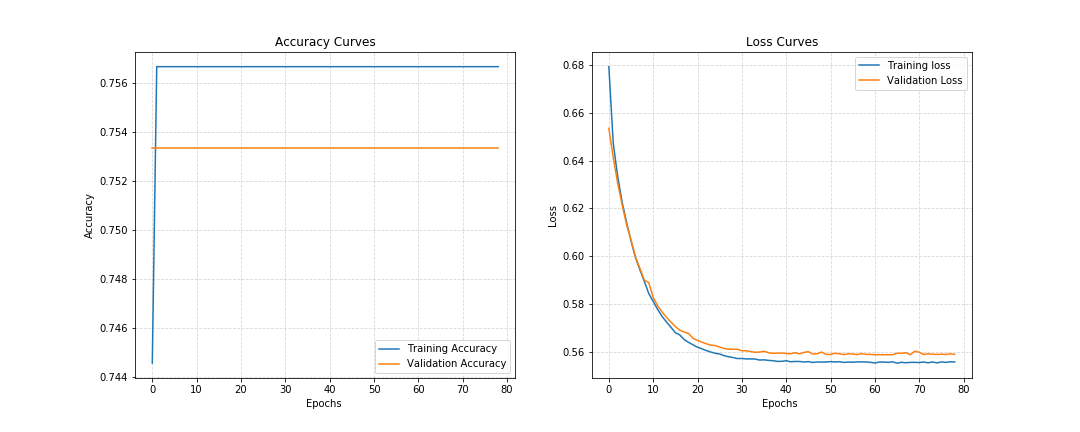 Accuracy Curves
0.756
0.754
0.752
0.750
0.748
0.746
0.744
Accuracy
0 10 20 30 40 50 60 70 80
Epochs
Training Accuracy
Validation Accuracy
Loss Curves
0.68
0.66
0.64
0.62
0.60
0.58
0.56
Loss
0 10 20 30 40 50 60 70 80
Epochs
Training loss
Validation Loss